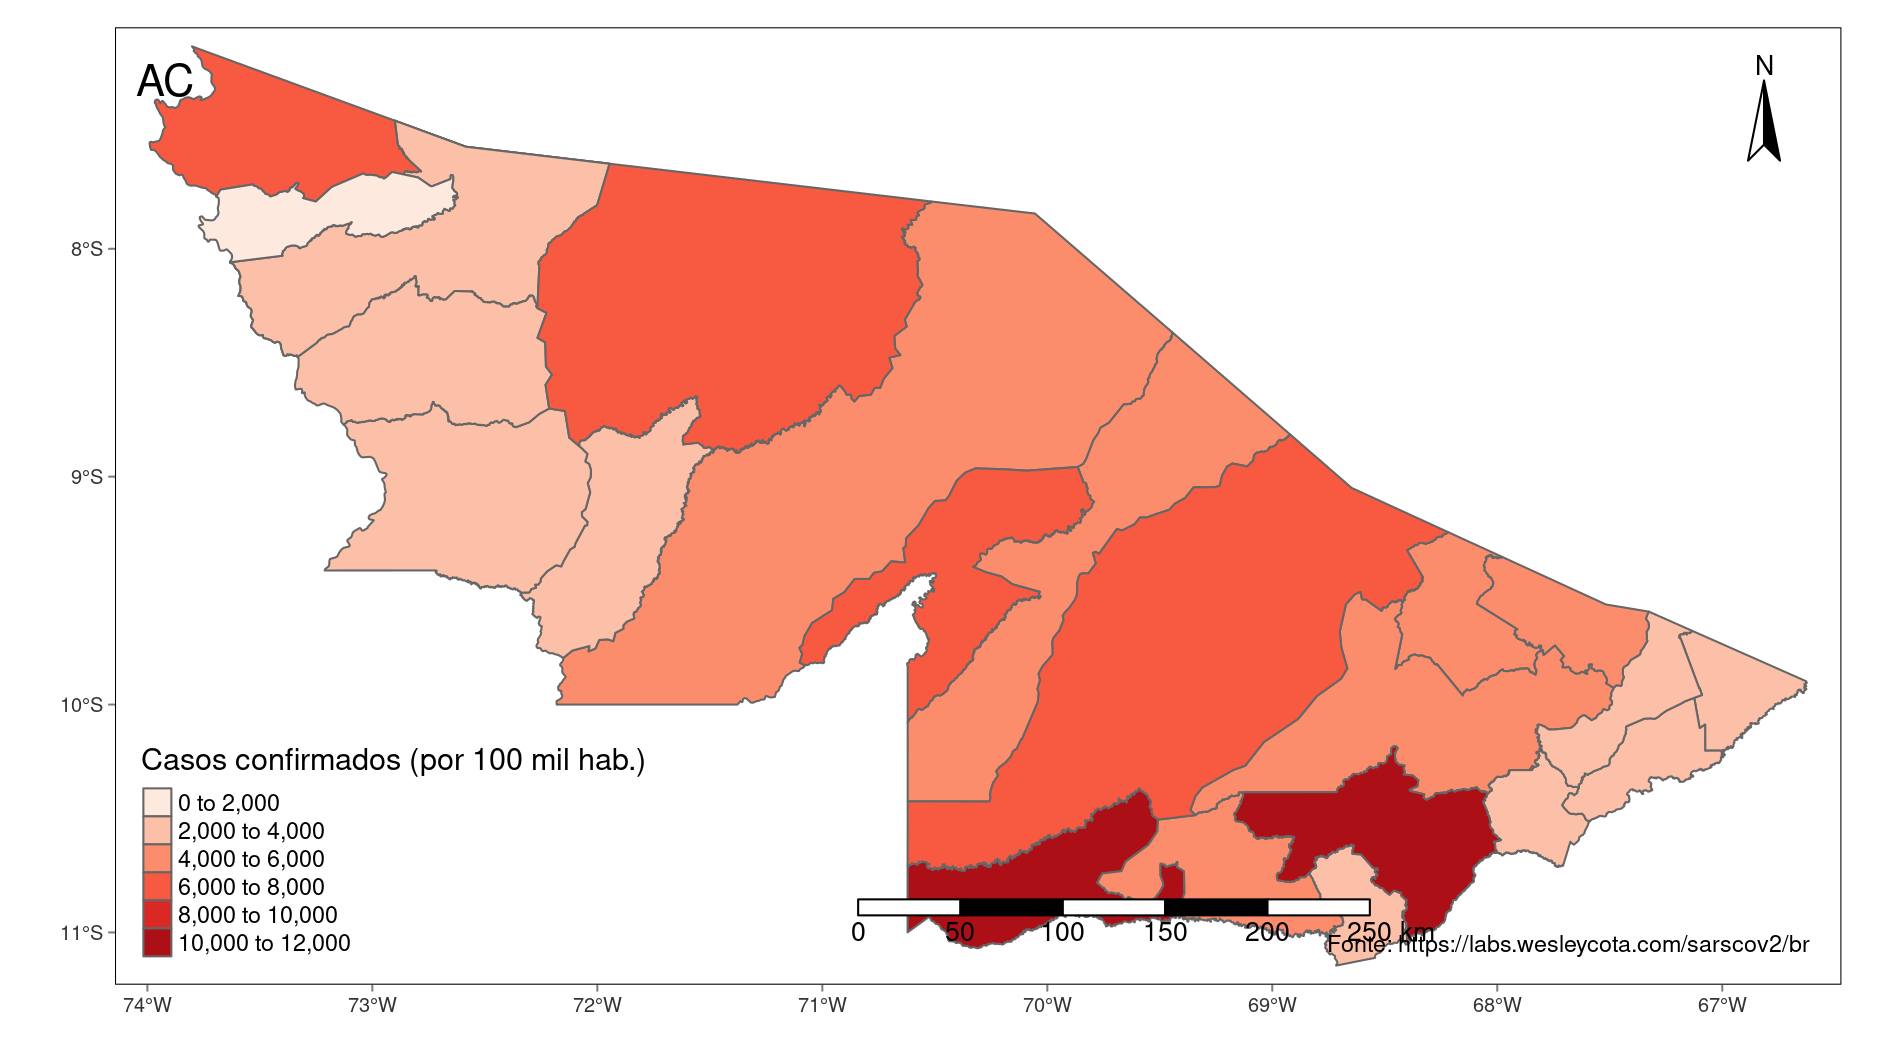 AC
N
8°S
9°S
10°S
11°S
Casos confirmados (por 100 mil hab.)
0 to 2,000
2,000 to 4,000
4,000 to 6,000
6,000 to 8,000
8,000 to 10,000
10,000 to 12,000
0 50 100 150 200 250 km
Fonte: https://labs.wesleycota.com/sarscov2/br
74°W 73°W 72°W 71°W 70°W 69°W 68°W 67°W